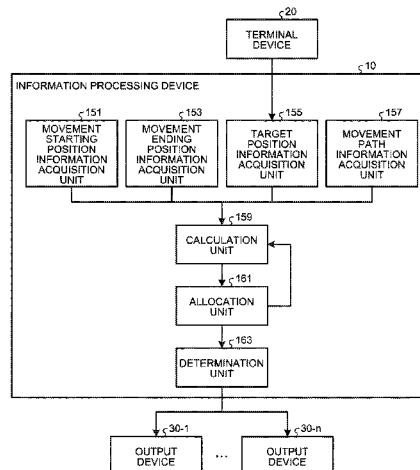 20
TERMINAL
DEVICE
10
INFORMATION PROCESSING DEVICE
151
153
155
157
MOVEMENT
STARTING
POSITION
INFORMATION
ACQUISITION
UNIT
MOVEMENT
ENDING
POSITION
INFORMATION
ACQUISITION
UNIT
TARGET
POSITION
INFORMATION
ACQUISITION
UNIT
MOVEMENT
PATH
INFORMATION
ACQUISITION
UNIT
159
CALCULATION
UNIT
161
ALLOCATION
UNIT
163
DETERMINATION
UNIT
30-1
30-n
OUTPUT
DEVICE
...
OUTPUT
DEVICE